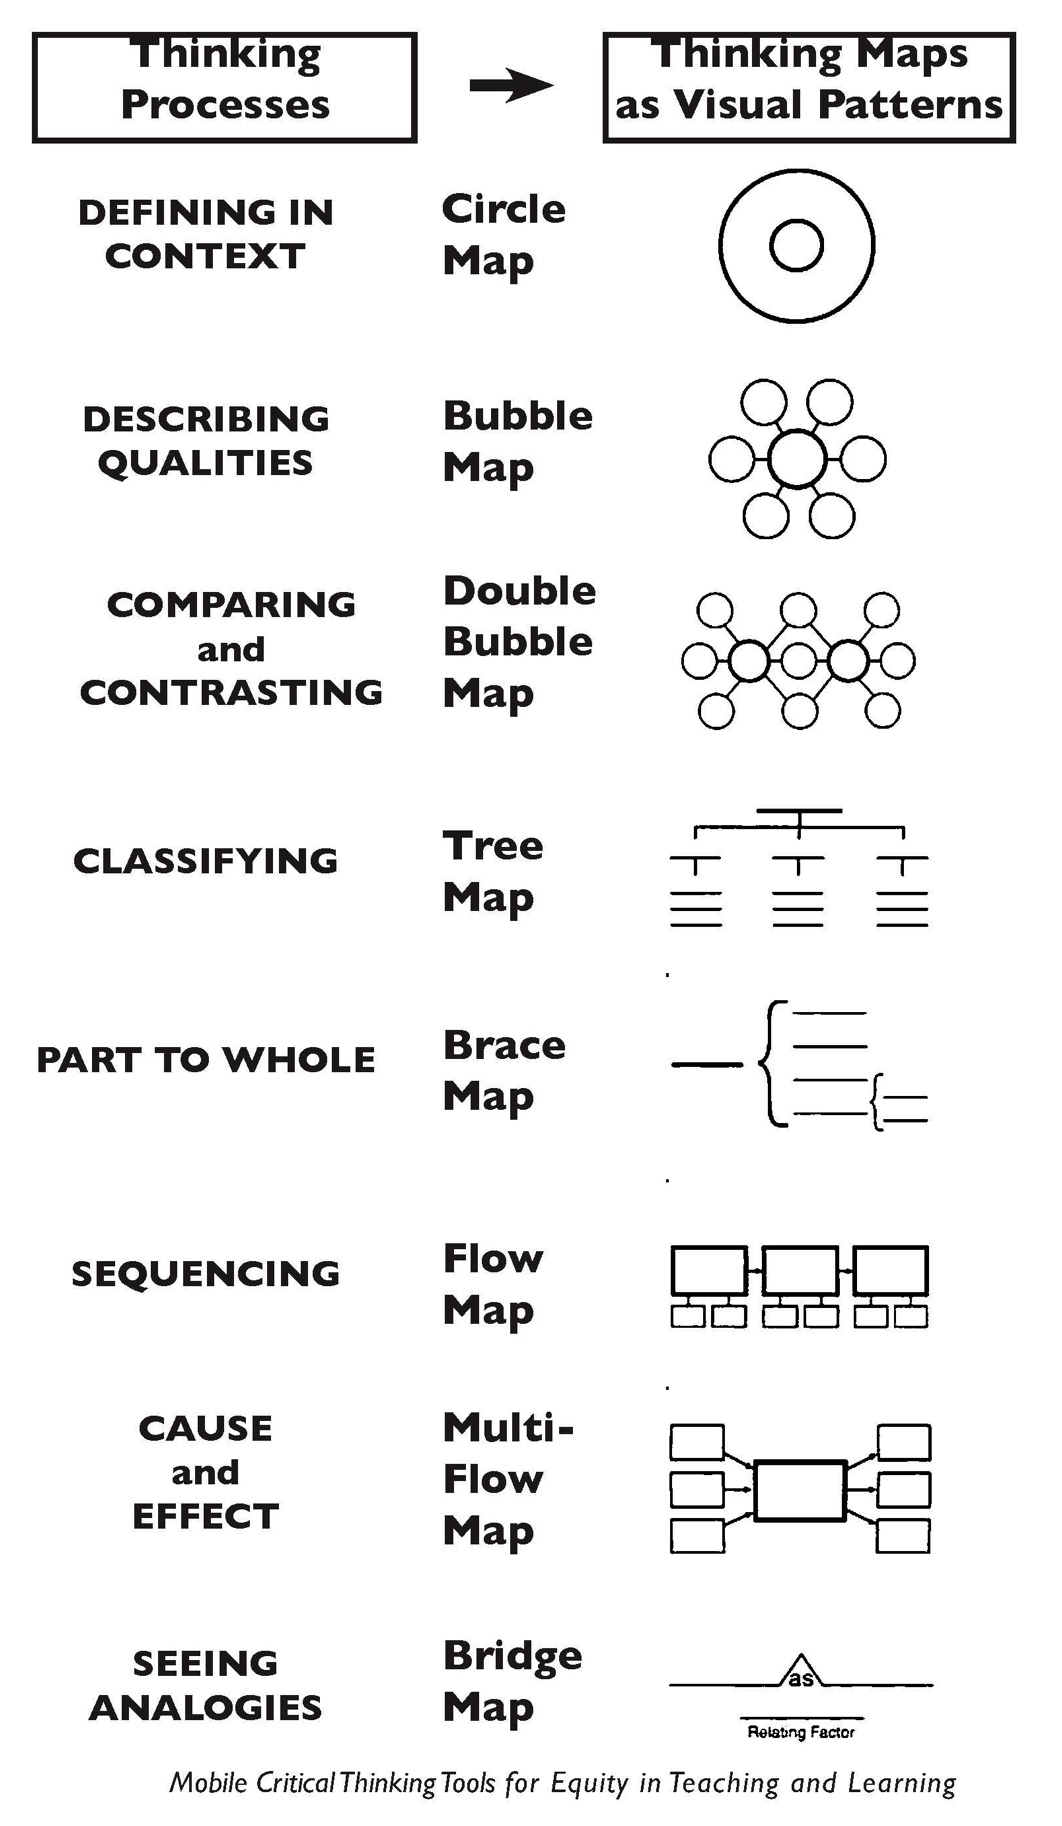 Thinking
Processes
Thinking Maps
as Visual Patterns
DEFINING IN
CONTEXT
Circle
Map
DESCRIBING
QUALITIES
Bubble
Map
COMPARING
and
CONTRASTING
Double
Bubble
Map
CLASSIFYING
Tree
Map
PART TO WHOLE
Brace
Map
SEQUENCING
Flow
Map
CAUSE
and
EFFECT
Multi-
Flow
Map
SEEING
ANALOGIES
Bridge
Map
as
Relating Factor
Mobile Critical Thinking Tools for Equity in Teaching and Learning